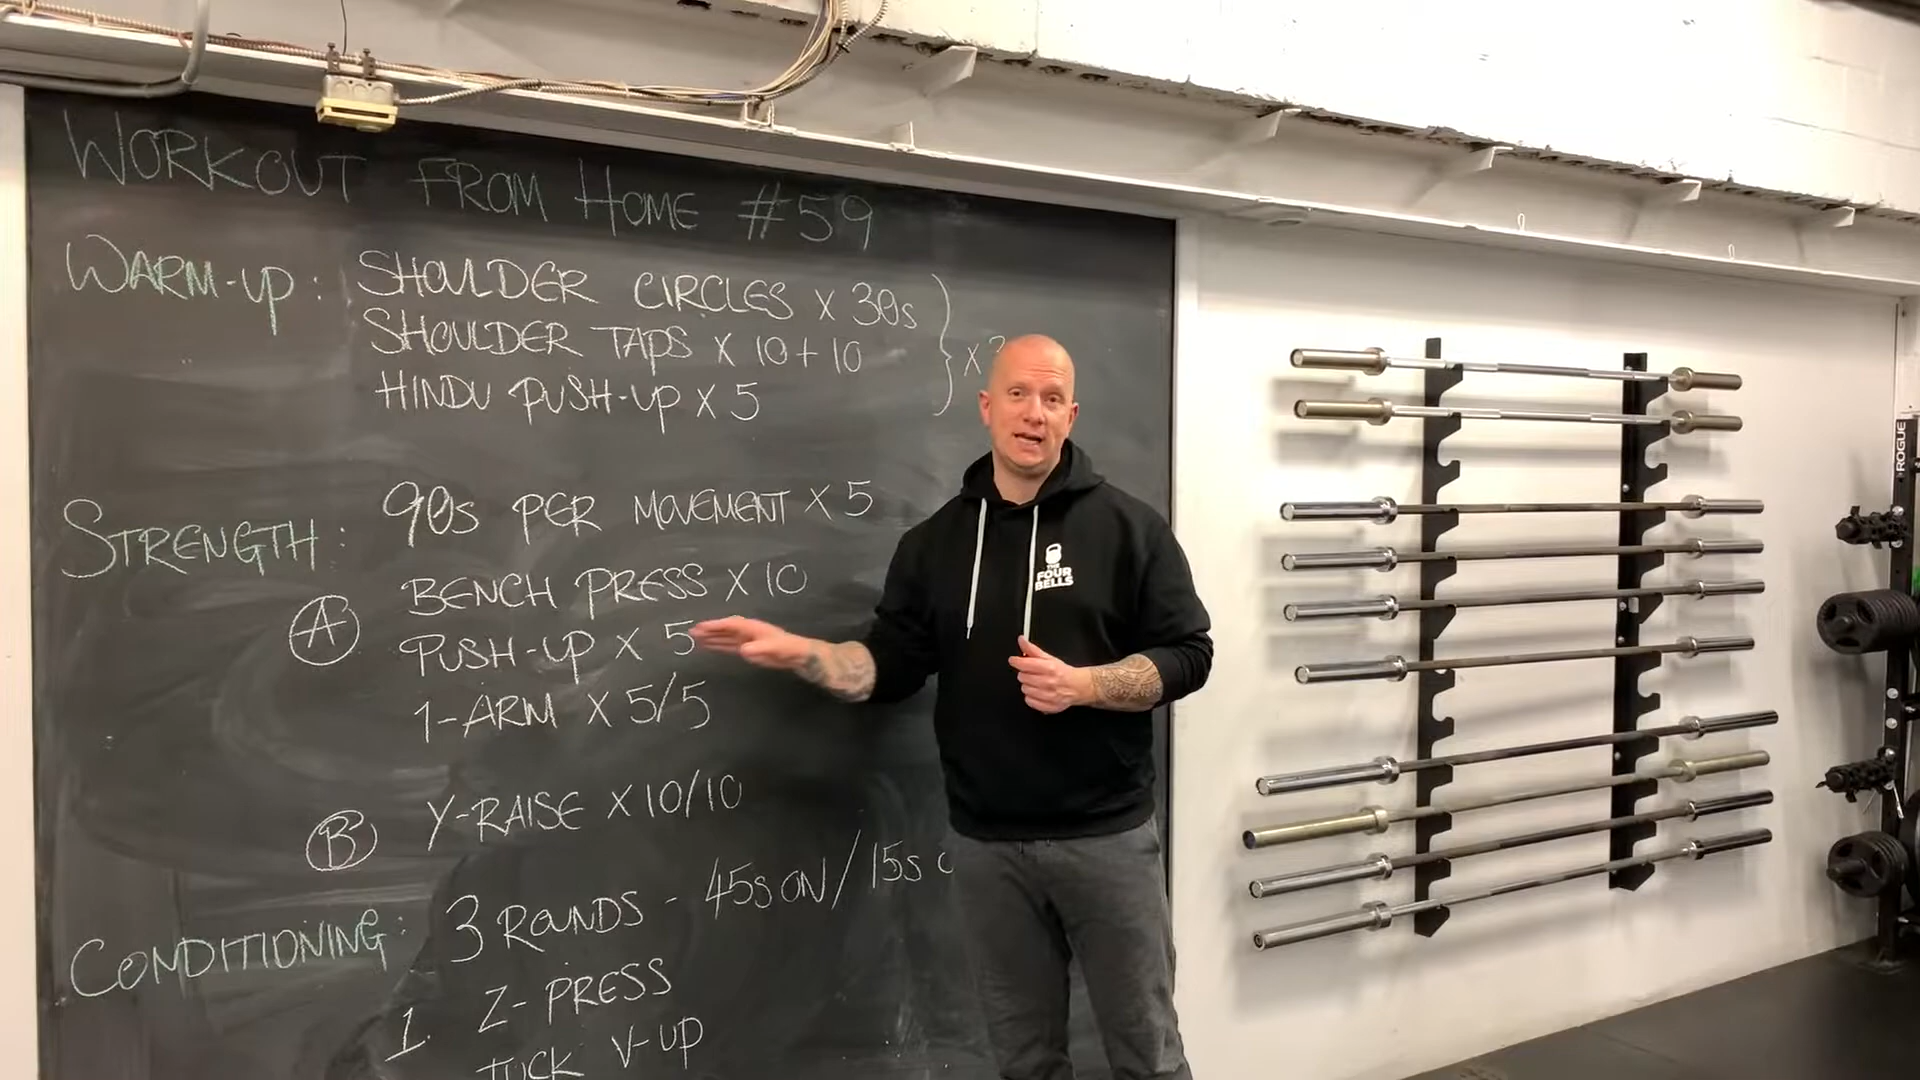 WORKOUT FROM HOME #59
WARM-UP: SHOULDER CIRCLES X 30s
SHOULDER TAPS X 10+10
HINDU PUSH-UP X 5
X
STRENGTH: 90s PER MOVEMENT X 5
A
BENCH PRESS X 10
PUSH-UP X 5
1-ARM X 5/5
B Y-RAISE X 10/10
CONDITIONING: 3 ROUNDS - 45s ON/15s
1. Z-PRESS
TUCK V-UP
THE
FOUR
BELLS
ROGUE